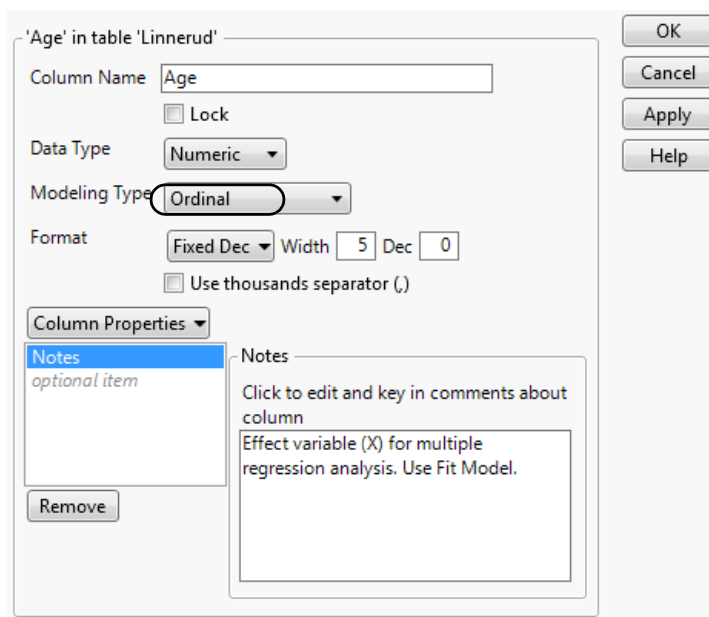 'Age' in table 'Linnerud'
OK
Column Name Age
Cancel
Lock
Apply
Data Type Numeric
Help
Modeling Type Ordinal
Format Fixed Dec Width 5 Dec 0
Use thousands separator (,)
Column Properties
Notes
optional item
Remove
Notes
Click to edit and key in comments about
column
Effect variable (X) for multiple
regression analysis. Use Fit Model.